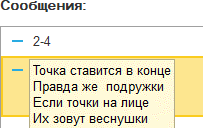 Сообщения:
2-4
Точка ставится в конце
Правда же подружки
Если точки на лице
Их зовут веснушки